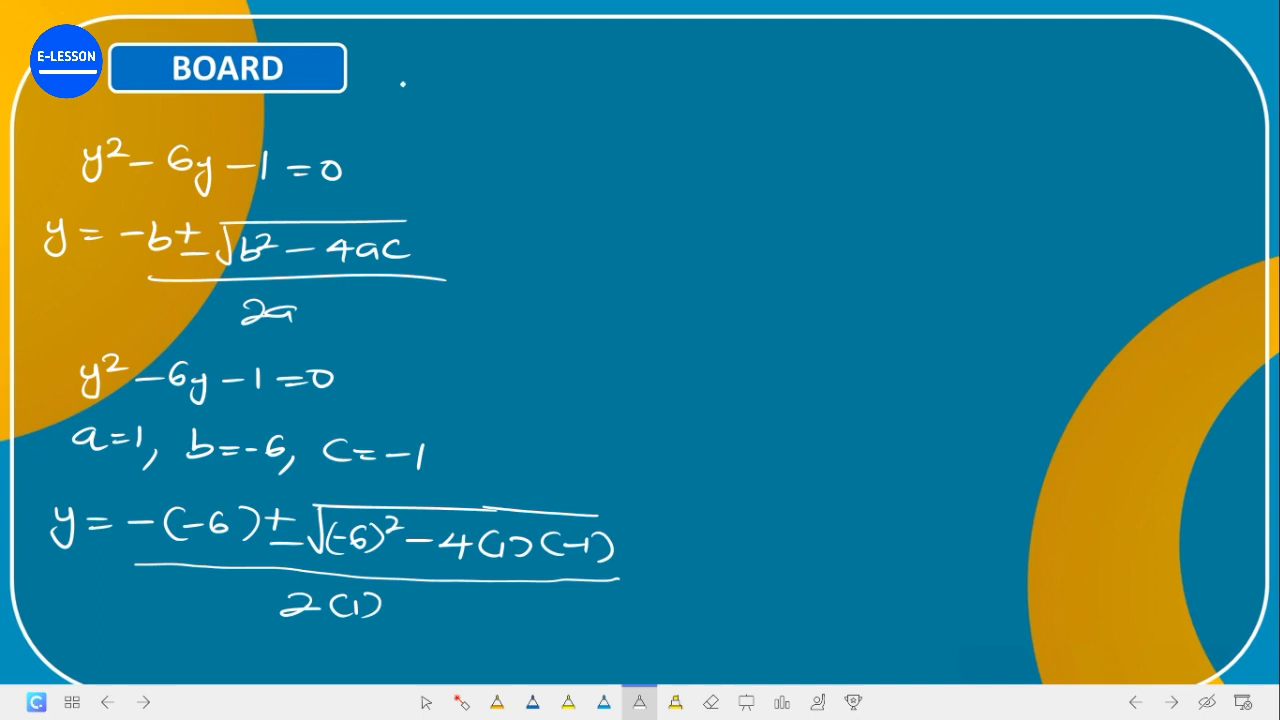 E-LESSON
BOARD
y² - 6y - 1 = 0
y = -b ± √b² - 4ac
2a
y² - 6y - 1 = 0
a=1, b=-6, c=-1
y = -(-6) ± √(-6)² - 4(1)(-1)
2(1)